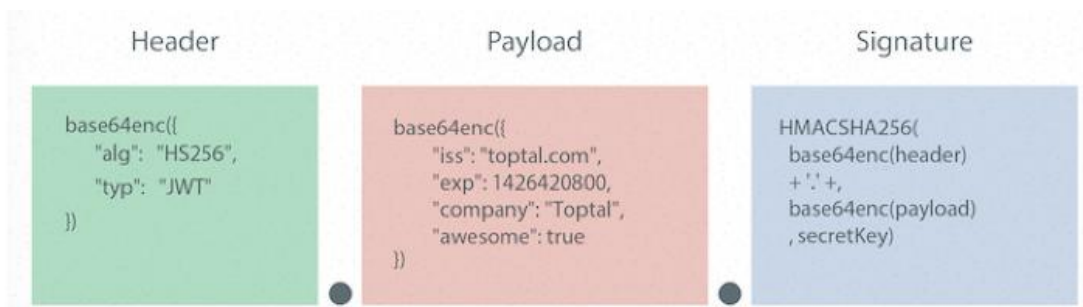 Header
base64enc({
"alg": "HS256",
"typ": "JWT"
})
Payload
base64enc({
"iss": "toptal.com",
"exp": 1426420800,
"company": "Toptal",
"awesome": true
})
Signature
HMACSHA256(
base64enc(header)
+ '.' +,
base64enc(payload)
, secretKey)